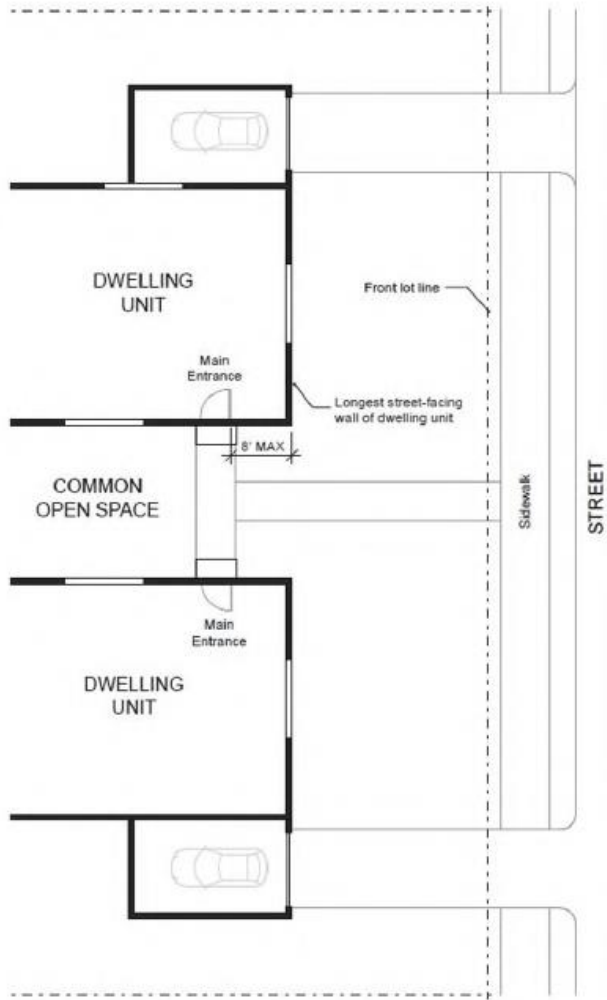 DWELLING
UNIT
Front lot line
Main
Entrance
Longest street-facing
wall of dwelling unit
8' MAX
COMMON
OPEN SPACE
Sidewalk
STREET
Main
Entrance
DWELLING
UNIT